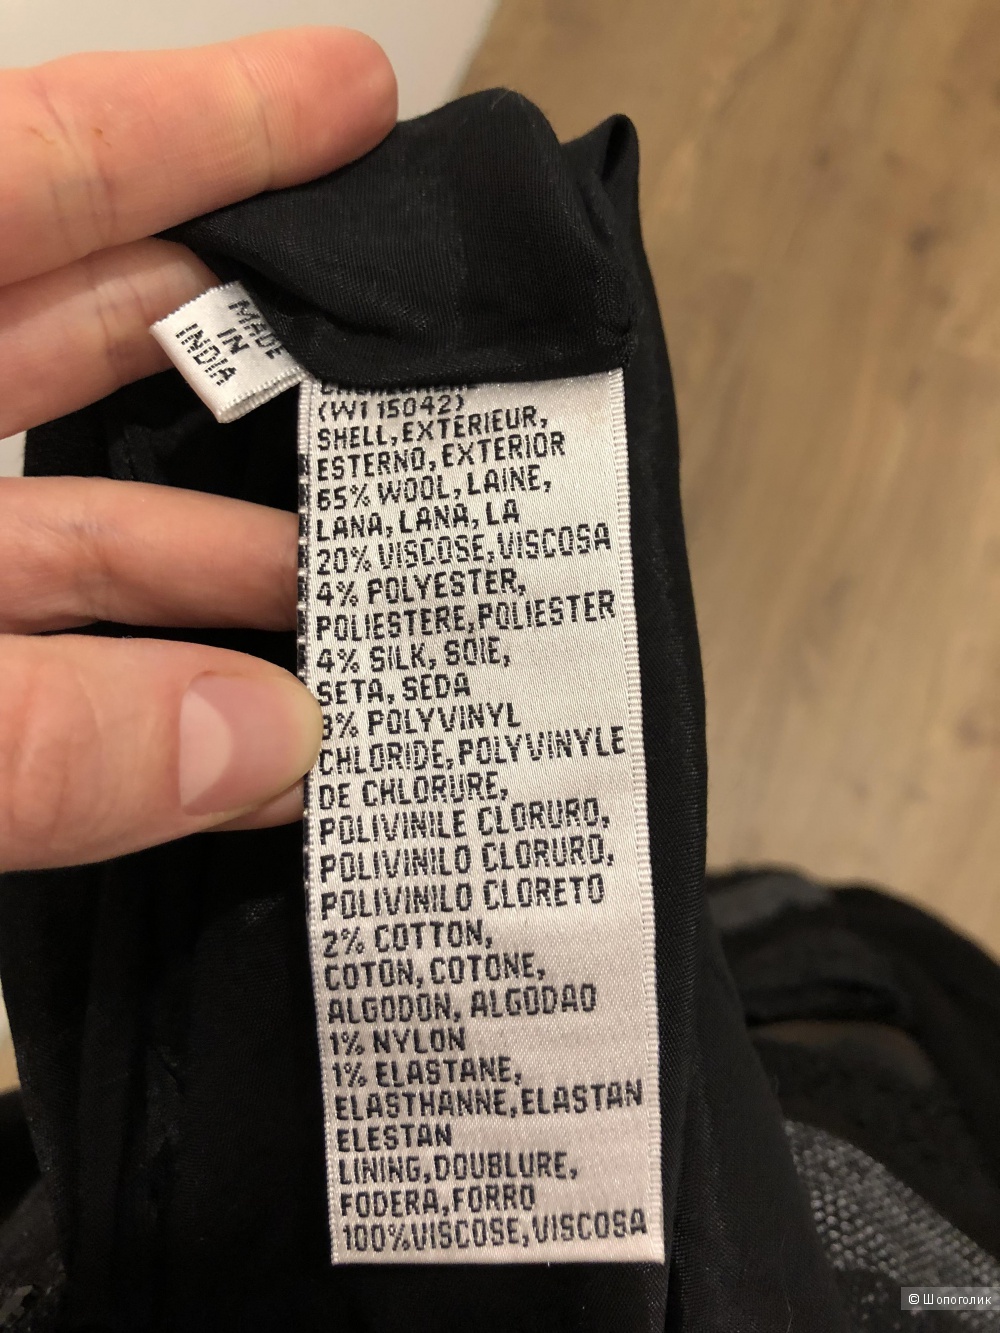 MADE
IN
INDIA
(W115042)
SHELL,EXTERIEUR,
ESTERNO,EXTERIOR
65% WOOL,LAINE,
LANA,LANA,LA
20% VISCOSE,VISCOSA
4% POLYESTER,
POLIESTERE,POLIESTER
4% SILK, SOIE,
SETA,SEDA
3% POLYVINYL
CHLORIDE,POLYVINYLE
DE CHLORURE,
POLIVINILE CLORURO,
POLIVINILO CLORURO,
POLIVINILO CLORETO
2% COTTON,
COTON,COTONE,
ALGODON, ALGODAO
1% NYLON
1% ELASTANE,
ELASTHANNE,ELASTAN
ELESTAN
LINING,DOUBLURE,
FODERA,FORRO
100%VISCOSE,VISCOSA
© Шопоголик